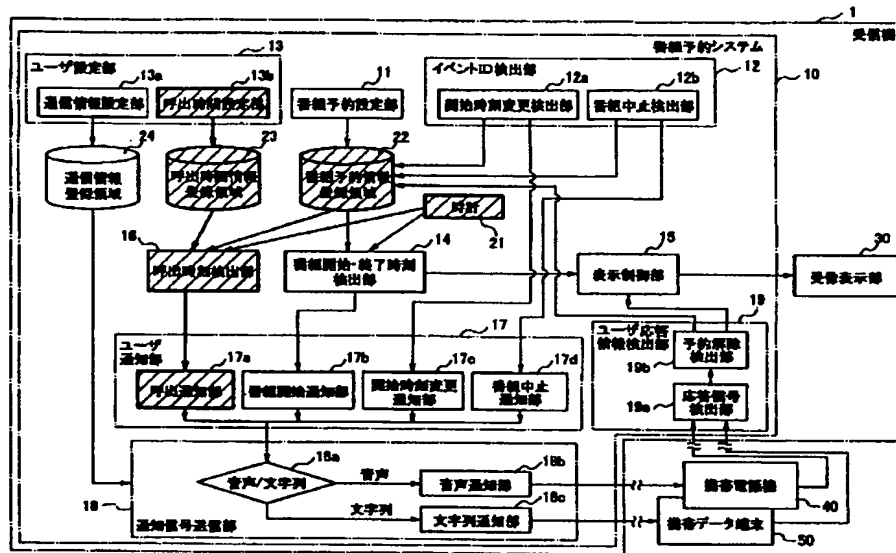 1
受信機
番組予約システム
10
13
ユーザ設定部
13a
13b
通信情報設定部
呼出時間設定部
11
番組予約設定部
イベントID検出部
12
12a
12b
開始時刻変更検出部
番組中止検出部
24
通信情報
登録領域
23
呼出時間情報
登録領域
22
番組予約情報
登録領域
時計
21
16
呼出時刻検出部
14
番組開始・終了時刻
検出部
15
表示制御部
30
受像表示部
17
ユーザ
通知部
17a
呼出通知部
17b
番組開始通知部
17c
開始時刻変更
通知部
17d
番組中止
通知部
19
ユーザ応答
情報検出部
予約解除
検出部
19b
応答信号
検出部
19a
18
通知信号送信部
18a
音声/文字列
音声
文字列
18b
音声通知部
18c
文字列通知部
携帯電話機
40
携帯データ端末
50